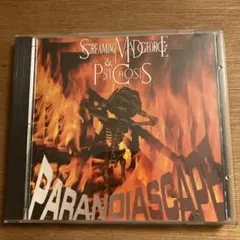 SCREAMING MAD GEORGE
& PSYCHOSIS
PARANOIASCAPE